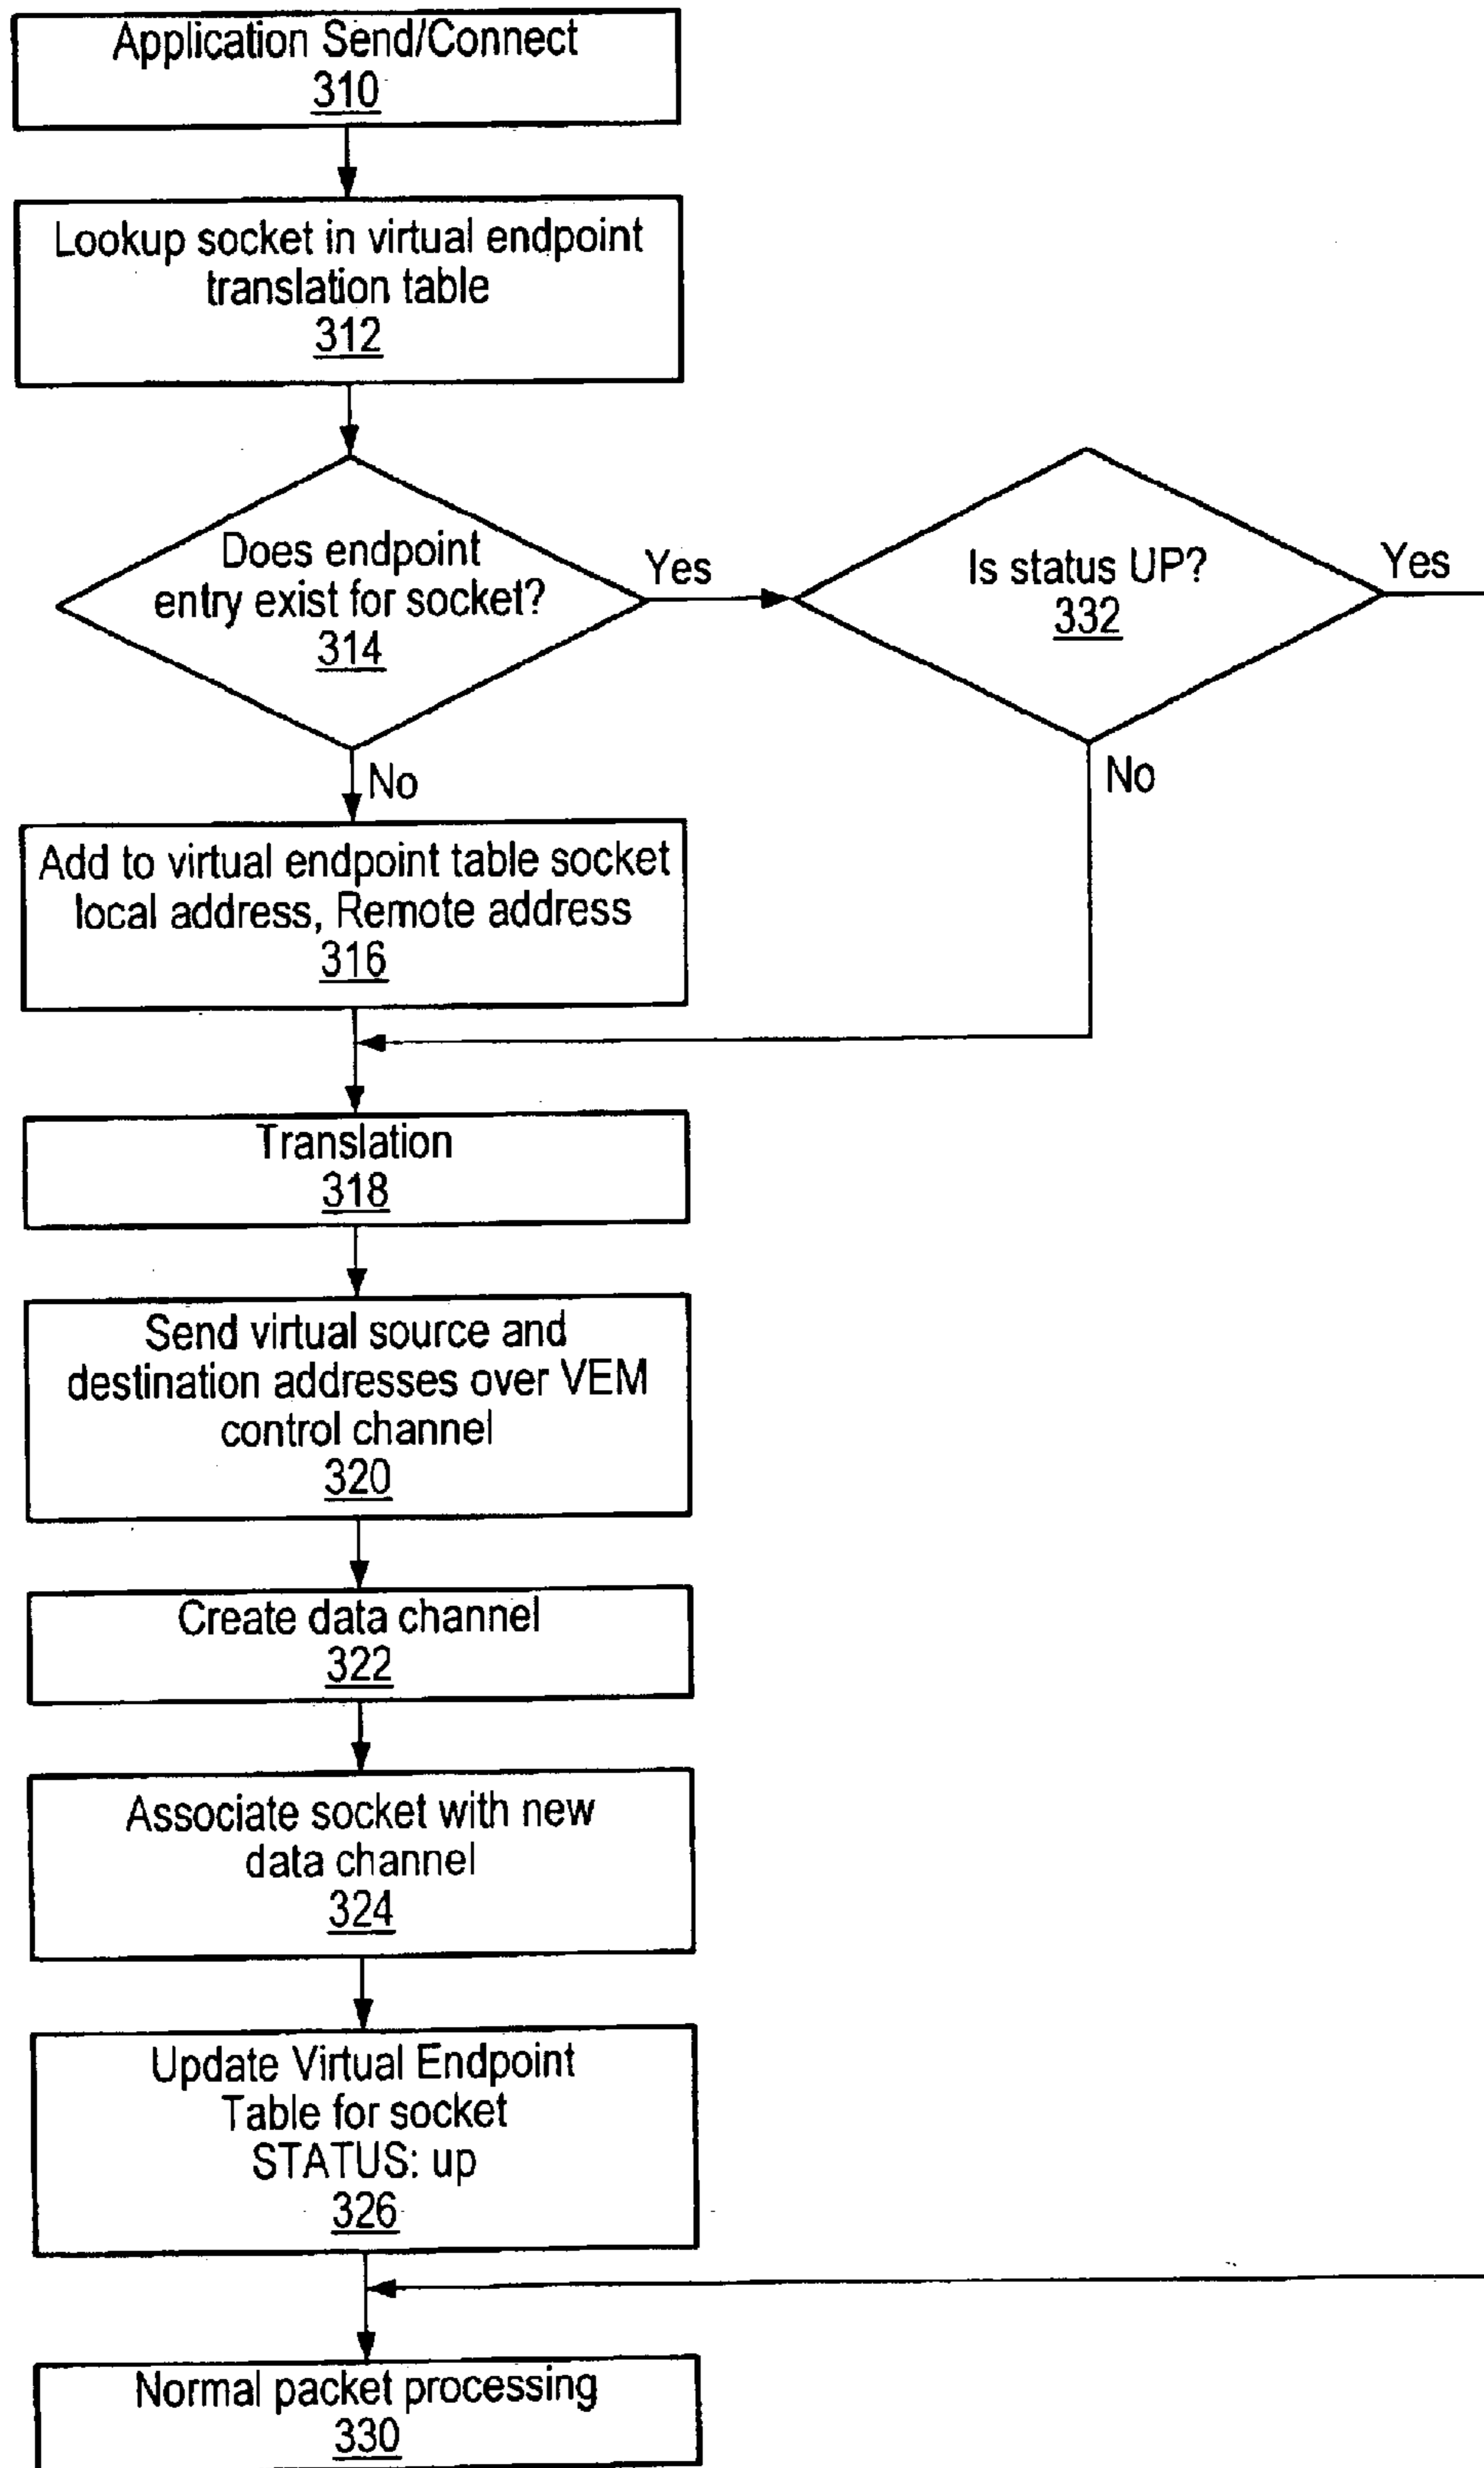 Application Send/Connect
310
Lookup socket in virtual endpoint
translation table
312
Does endpoint
entry exist for socket?
314
Yes
Is status UP?
332
Yes
No
No
Add to virtual endpoint table socket
local address, Remote address
316
Translation
318
Send virtual source and
destination addresses over VEM
control channel
320
Create data channel
322
Associate socket with new
data channel
324
Update Virtual Endpoint
Table for socket
STATUS: up
326
Normal packet processing
330